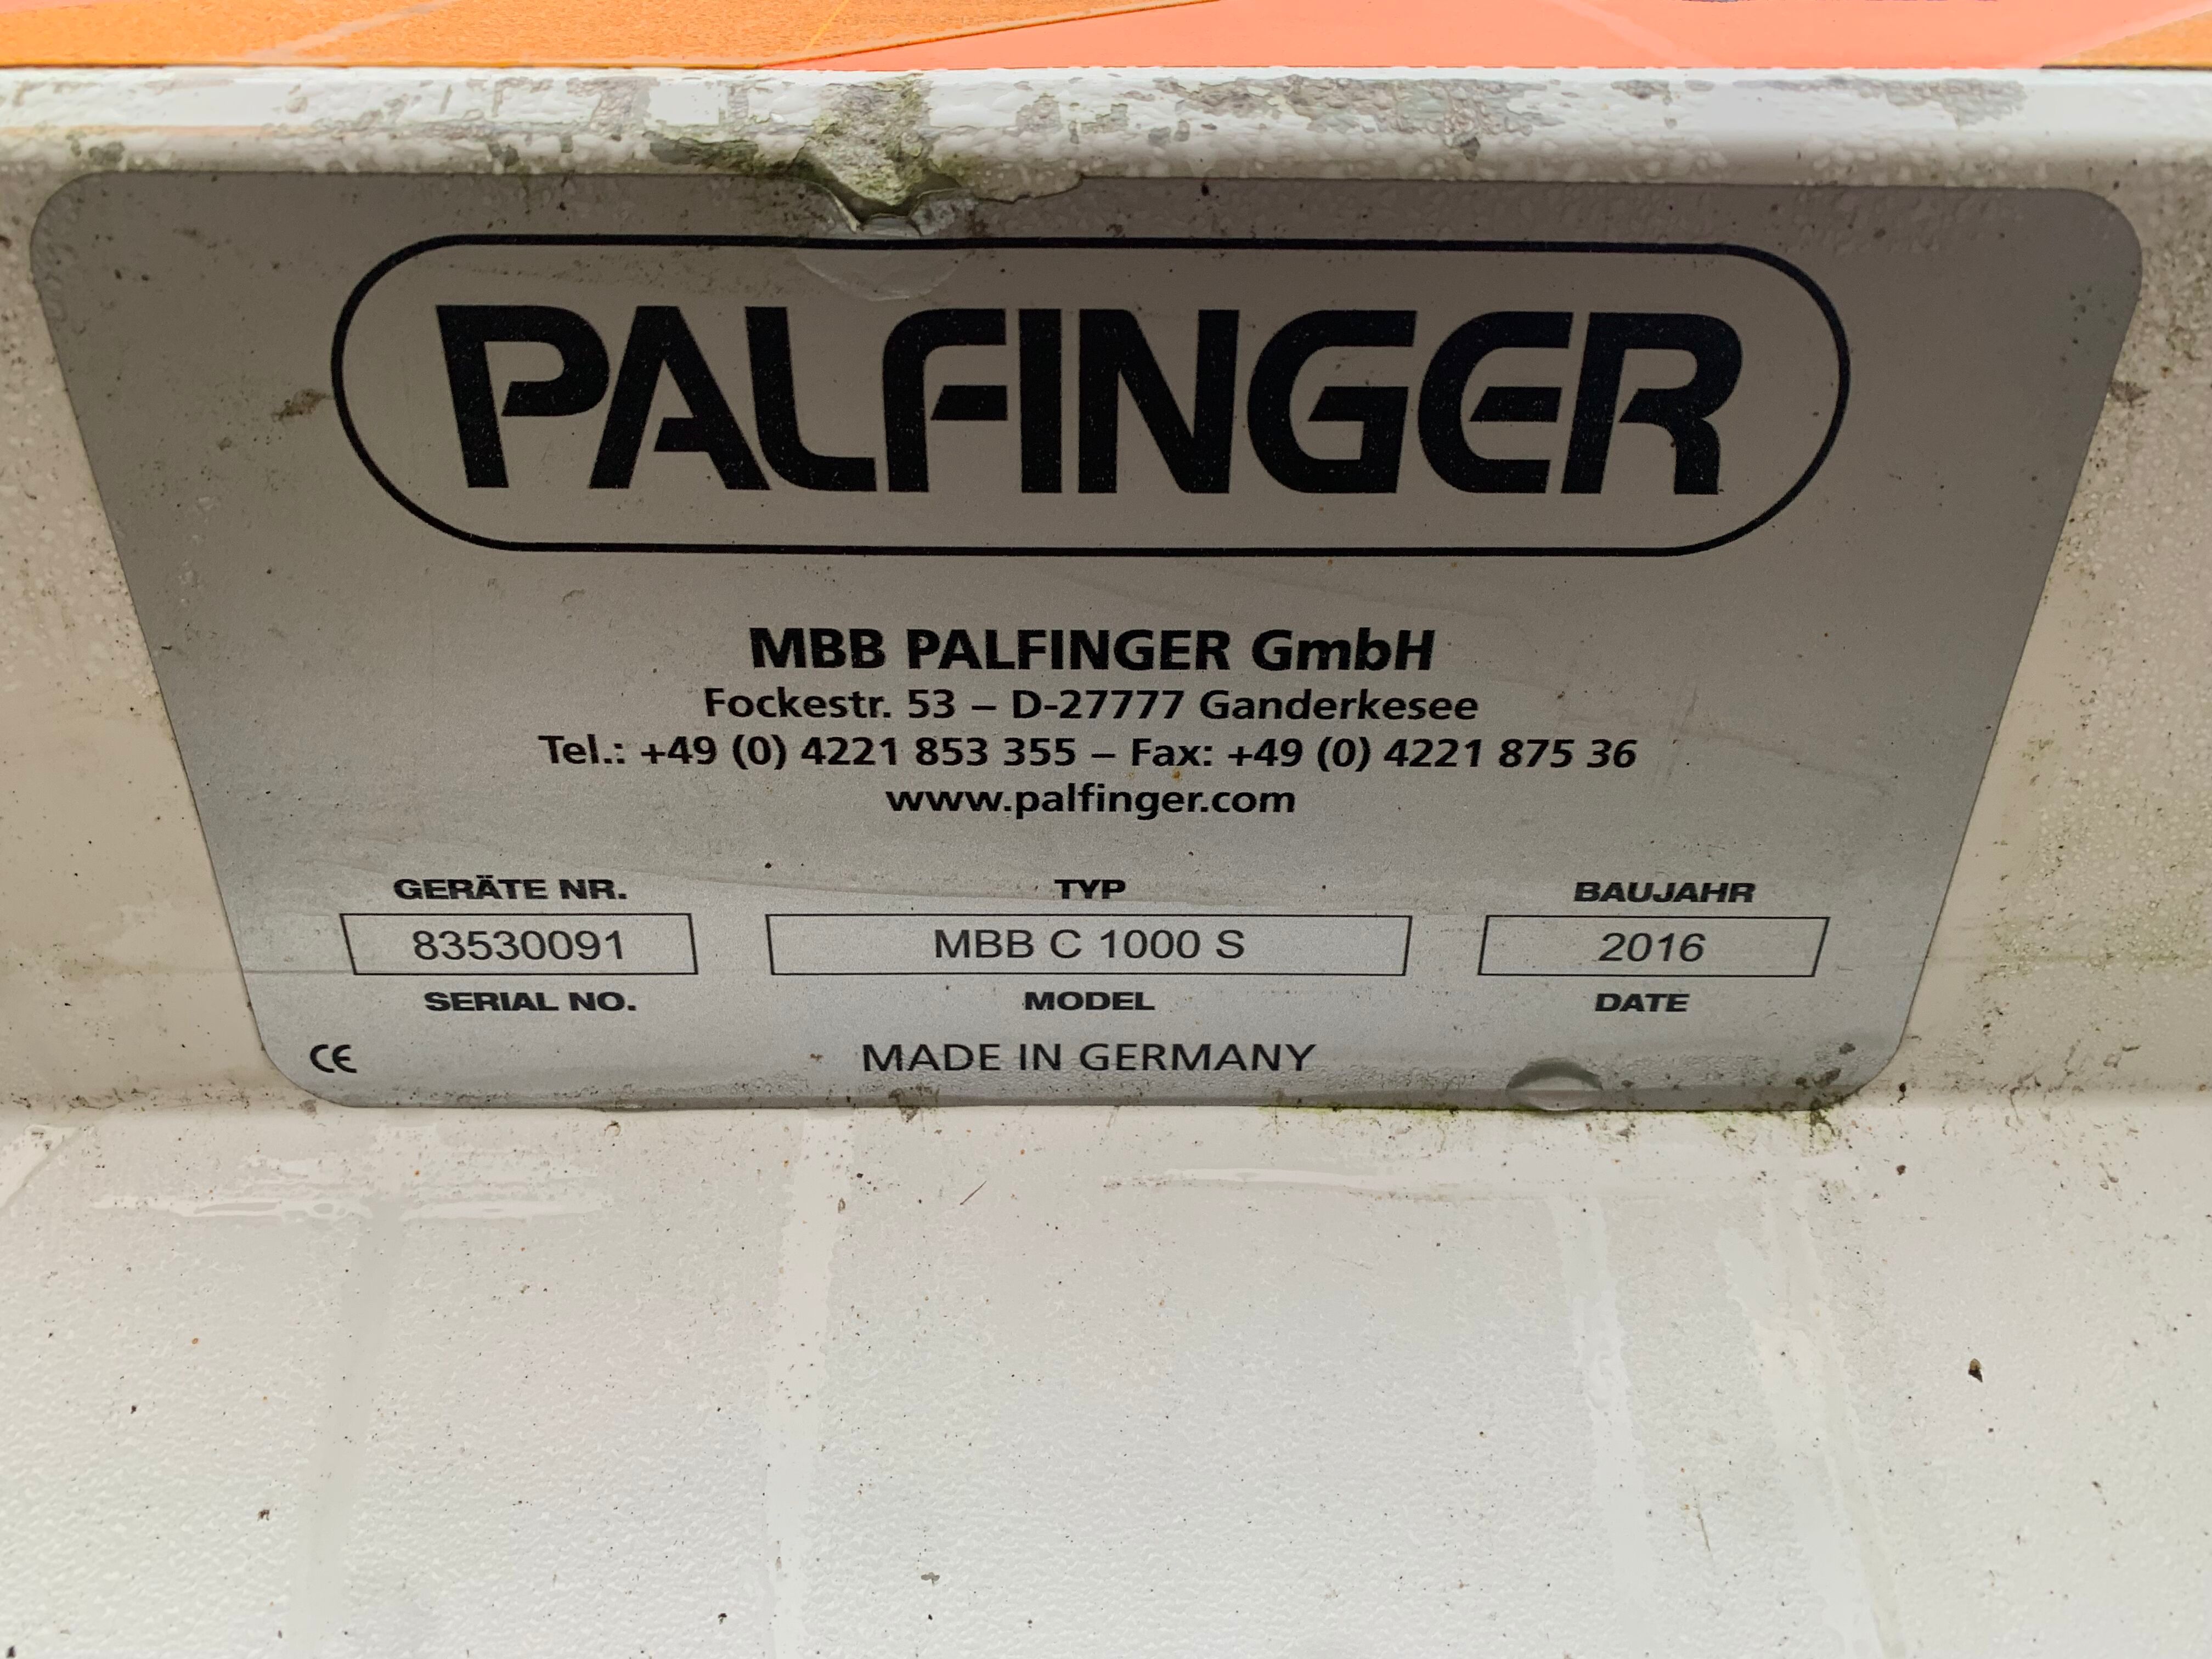 PALFINGER
MBB PALFINGER GmbH
Fockestr. 53 – D-27777 Ganderkesee
Tel.: +49 (0) 4221 853 355 – Fax: +49 (0) 4221 875 36
www.palfinger.com
GERÄTE NR. TYP BAUJAHR
83530091 MBB C 1000 S 2016
SERIAL NO. MODEL DATE
CE MADE IN GERMANY